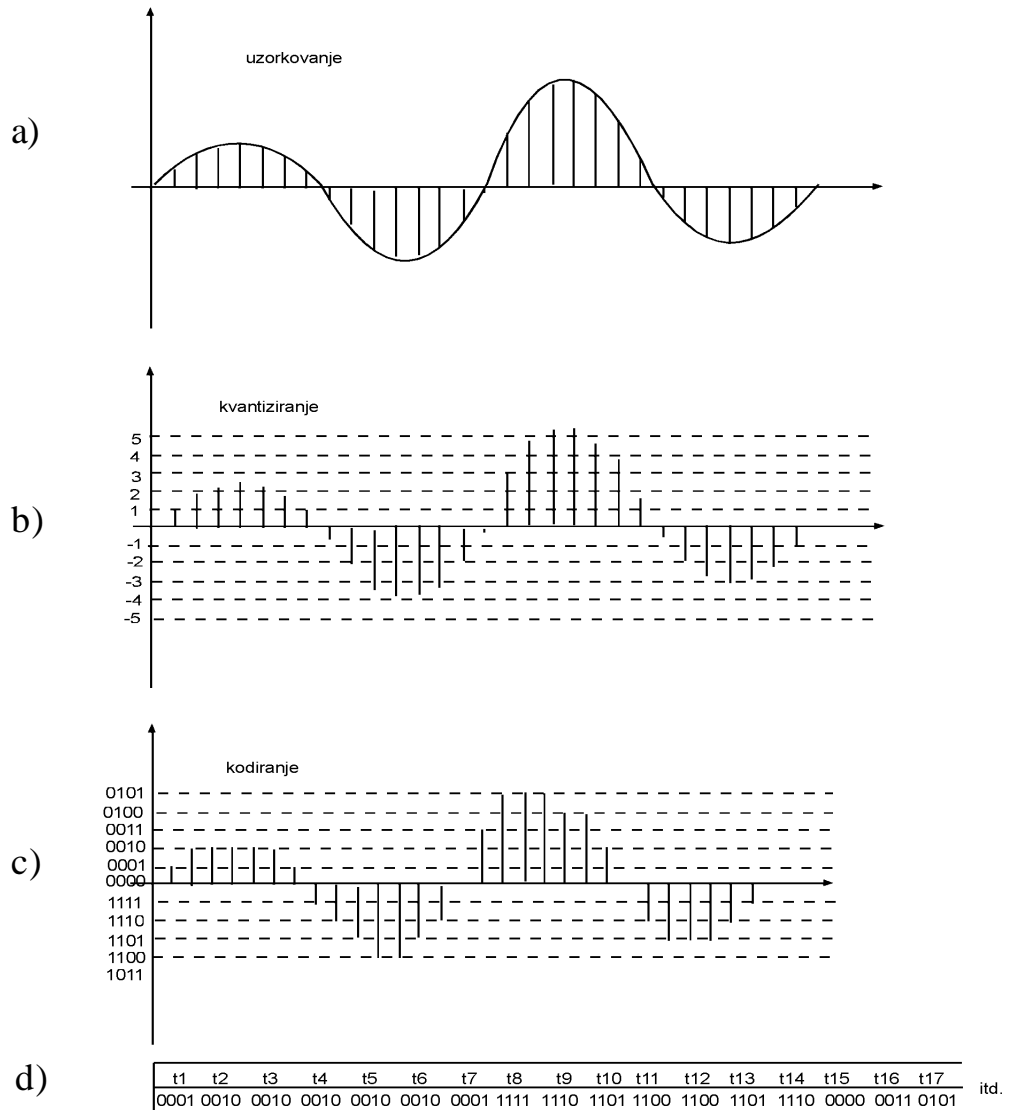 uzorkovanje
a)
kvantiziranje
5
4
3
2
1
b)
-1
-2
-3
-4
-5
kodiranje
0101
0100
0011
0010
c)
0001
0000
1111
1110
1101
1100
1011
d)
t1 t2 t3 t4 t5 t6 t7 t8 t9 t10 t11 t12 t13 t14 t15 t16 t17
itd.
0001 0010 0010 0010 0010 0010 0001 1111 1110 1101 1100 1100 1101 1110 0000 0011 0101